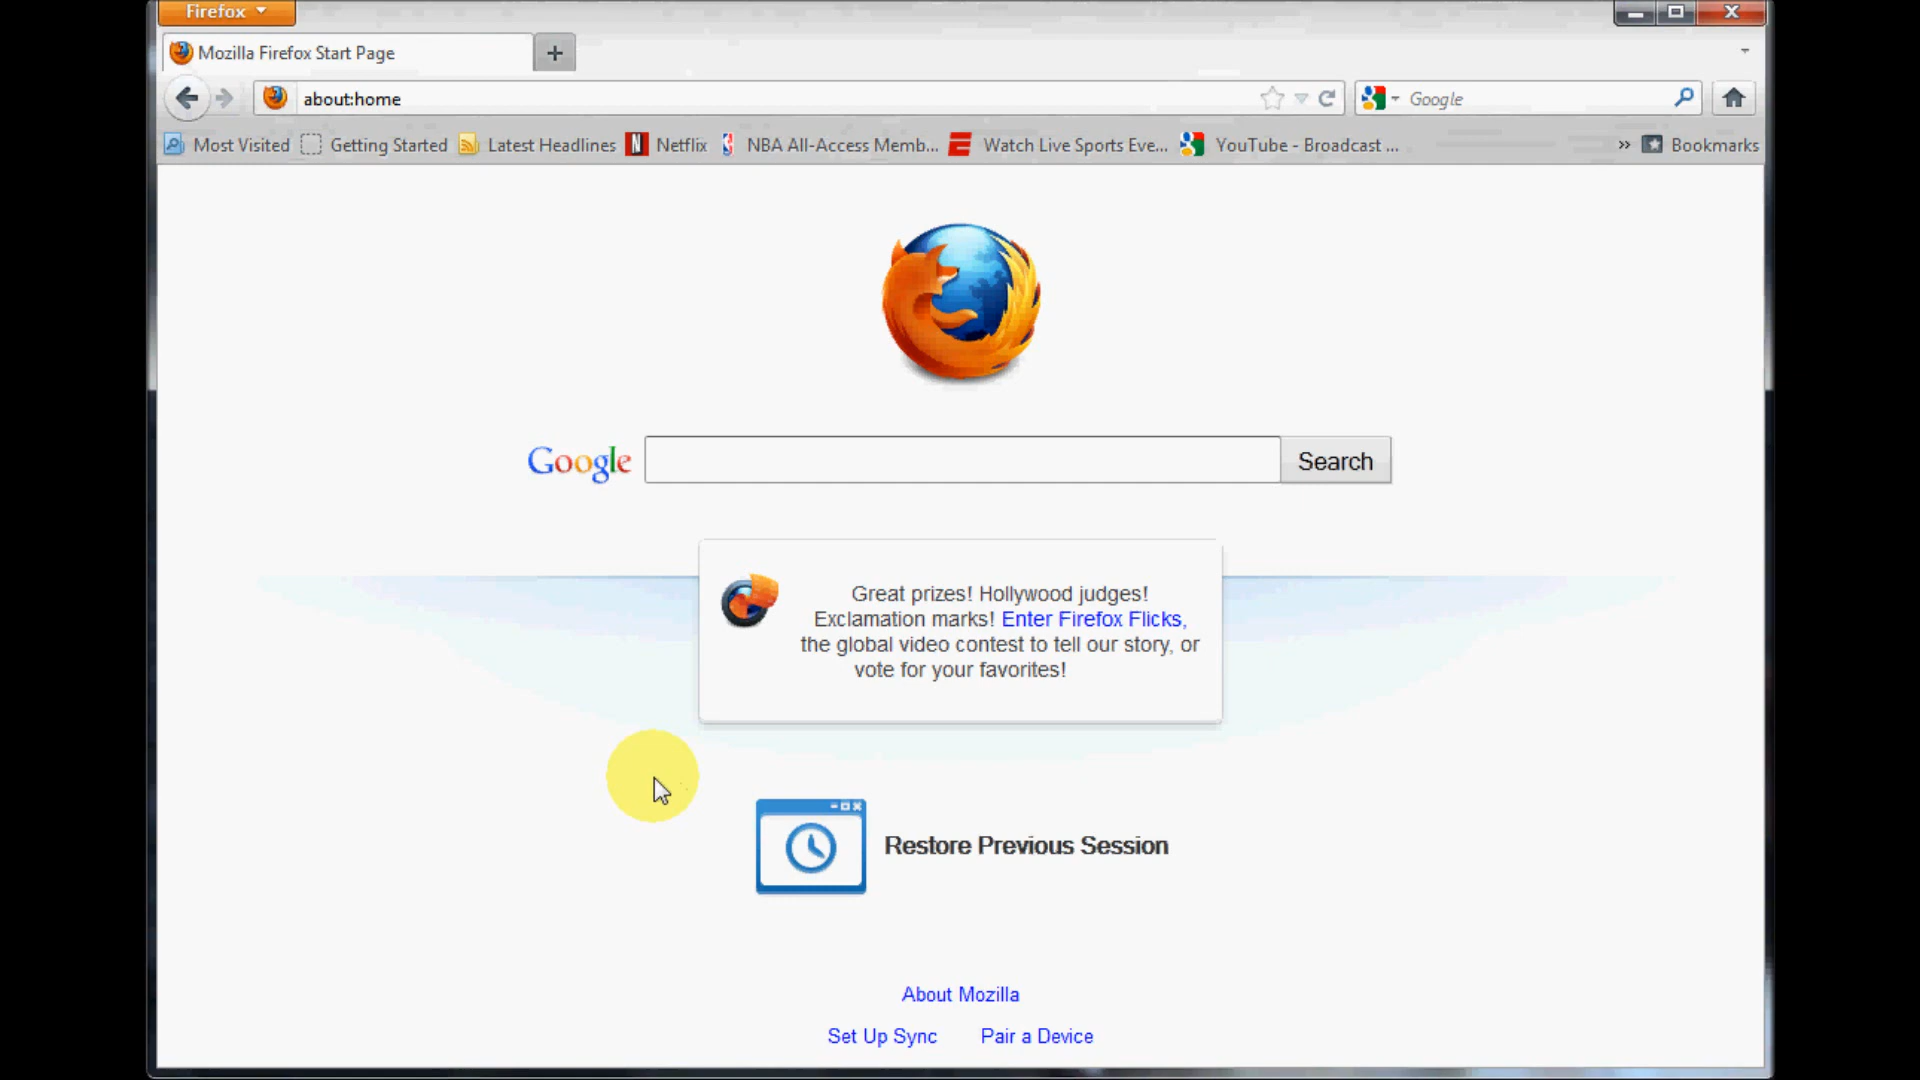 Firefox
Mozilla Firefox Start Page
about:home
Google
Most Visited Getting Started Latest Headlines Netflix NBA All-Access Memb... Watch Live Sports Eve... YouTube - Broadcast ... » Bookmarks
Google Search
Great prizes! Hollywood judges!
Exclamation marks! Enter Firefox Flicks,
the global video contest to tell our story, or
vote for your favorites!
Restore Previous Session
About Mozilla
Set Up Sync Pair a Device